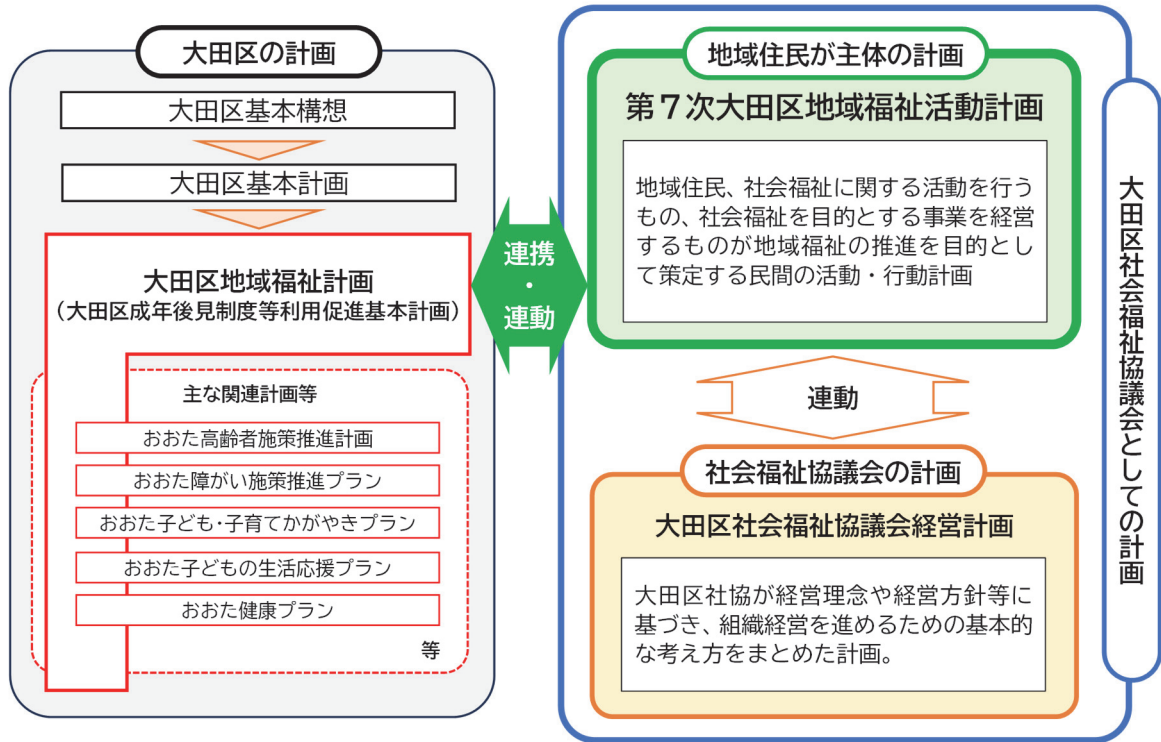 大田区の計画
大田区基本構想
大田区基本計画
大田区地域福祉計画
（大田区成年後見制度等利用促進基本計画）
主な関連計画等
おおた高齢者施策推進計画
おおた障がい施策推進プラン
おおた子ども・子育てかがやきプラン
おおた子どもの生活応援プラン
おおた健康プラン
等
連携
・
連動
地域住民が主体の計画
第７次大田区地域福祉活動計画
地域住民、社会福祉に関する活動を行う
もの、社会福祉を目的とする事業を経営
するものが地域福祉の推進を目的とし
て策定する民間の活動・行動計画
連動
社会福祉協議会の計画
大田区社会福祉協議会経営計画
大田区社協が経営理念や経営方針等に
基づき、組織経営を進めるための基本的
な考え方をまとめた計画。
大田区社会福祉協議会としての計画